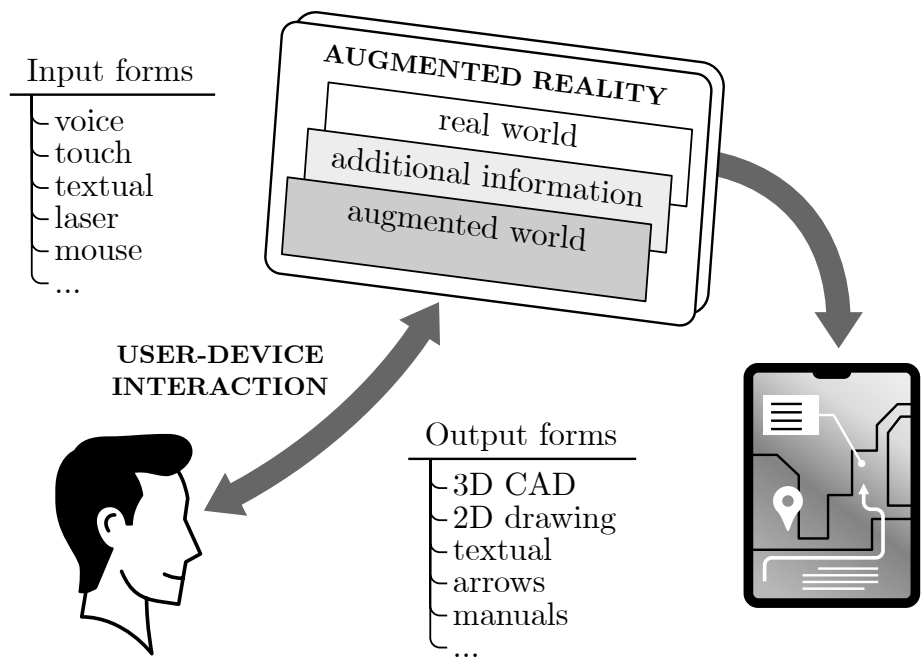 Input forms
voice
touch
textual
laser
mouse
...
AUGMENTED REALITY
real world
additional information
augmented world
USER-DEVICE
INTERACTION
Output forms
3D CAD
2D drawing
textual
arrows
manuals
...